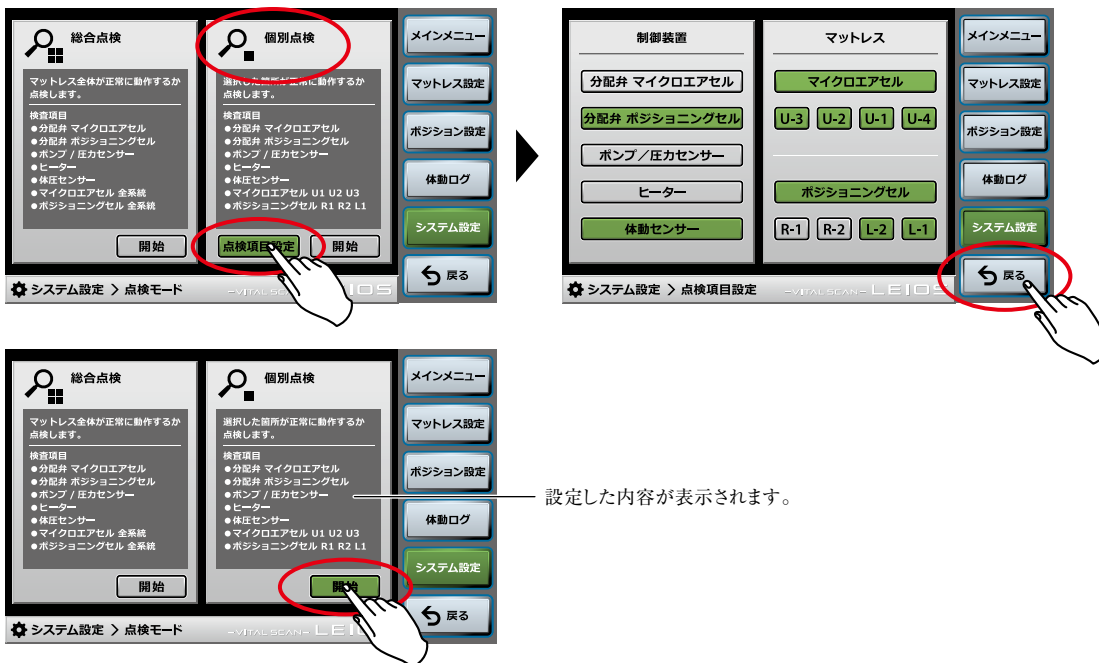 総合点検
マットレス全体が正常に動作するか
点検します。
検査項目
●分配弁 マイクロエアセル
●分配弁 ポジショニングセル
●ポンプ / 圧力センサー
●ヒーター
●体圧センサー
●マイクロエアセル 全系統
●ポジショニングセル 全系統
開始
個別点検
選択した箇所が正常に動作するか
点検します。
検査項目
●分配弁 マイクロエアセル
●分配弁 ポジショニングセル
●ポンプ / 圧力センサー
●ヒーター
●体圧センサー
●マイクロエアセル U1 U2 U3
●ポジショニングセル R1 R2 L1
点検項目設定 開始
メインメニュー
マットレス設定
ポジション設定
体動ログ
システム設定
戻る
システム設定 > 点検モード
制御装置
分配弁 マイクロエアセル
分配弁 ポジショニングセル
ポンプ／圧力センサー
ヒーター
体動センサー
マットレス
マイクロエアセル
U-3 U-2 U-1 U-4
ポジショニングセル
R-1 R-2 L-2 L-1
メインメニュー
マットレス設定
ポジション設定
体動ログ
システム設定
戻る
システム設定 > 点検項目設定
–VITAL SCAN– LEIOS
総合点検
マットレス全体が正常に動作するか
点検します。
検査項目
●分配弁 マイクロエアセル
●分配弁 ポジショニングセル
●ポンプ / 圧力センサー
●ヒーター
●体圧センサー
●マイクロエアセル 全系統
●ポジショニングセル 全系統
開始
個別点検
選択した箇所が正常に動作するか
点検します。
検査項目
●分配弁 マイクロエアセル
●分配弁 ポジショニングセル
●ポンプ / 圧力センサー
●ヒーター
●体圧センサー
●マイクロエアセル U1 U2 U3
●ポジショニングセル R1 R2 L1
開始
メインメニュー
マットレス設定
ポジション設定
体動ログ
システム設定
戻る
システム設定 > 点検モード
–VITAL SCAN–
設定した内容が表示されます。